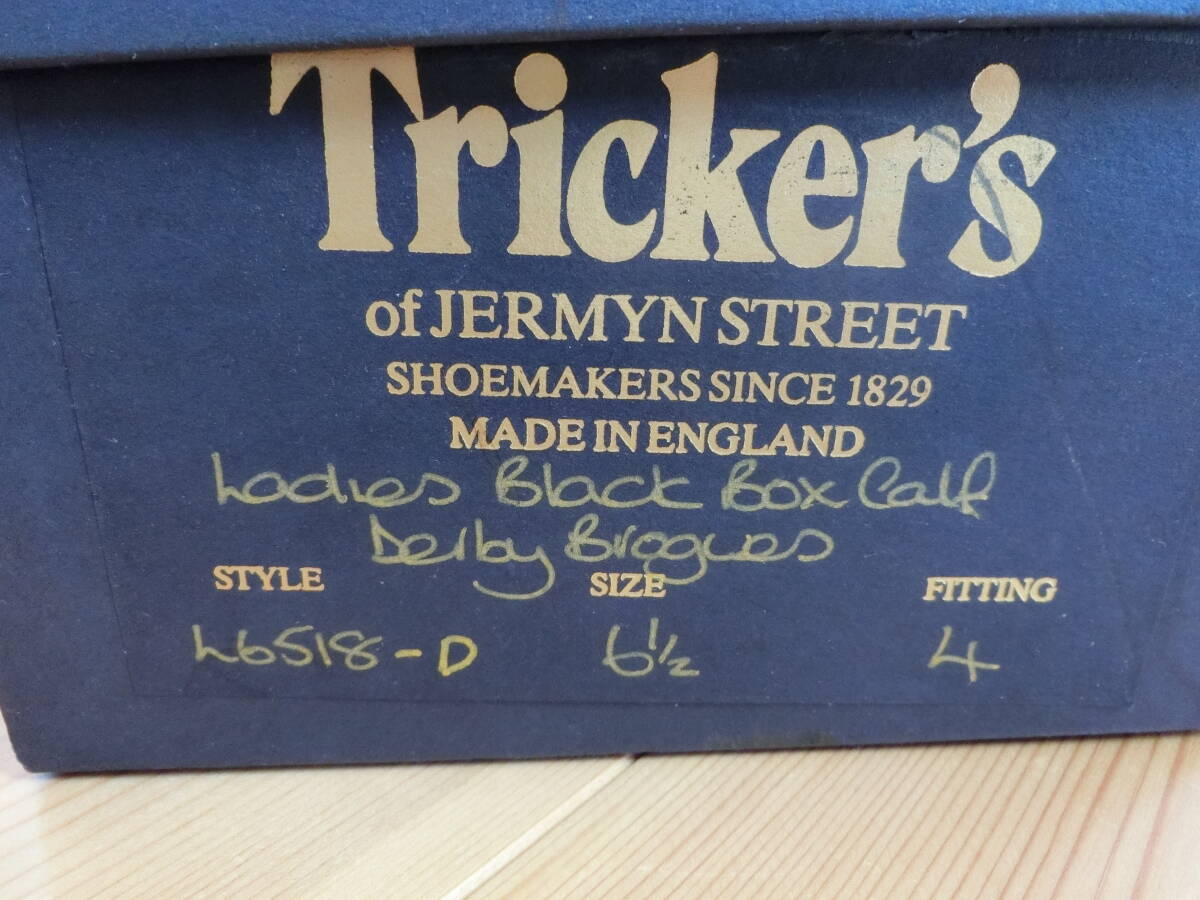 Tricker's
of JERMYN STREET
SHOEMAKERS SINCE 1829
MADE IN ENGLAND
Ladies Black Box Calf
Derby Brogues
STYLE SIZE FITTING
L6518-D 6½ 4